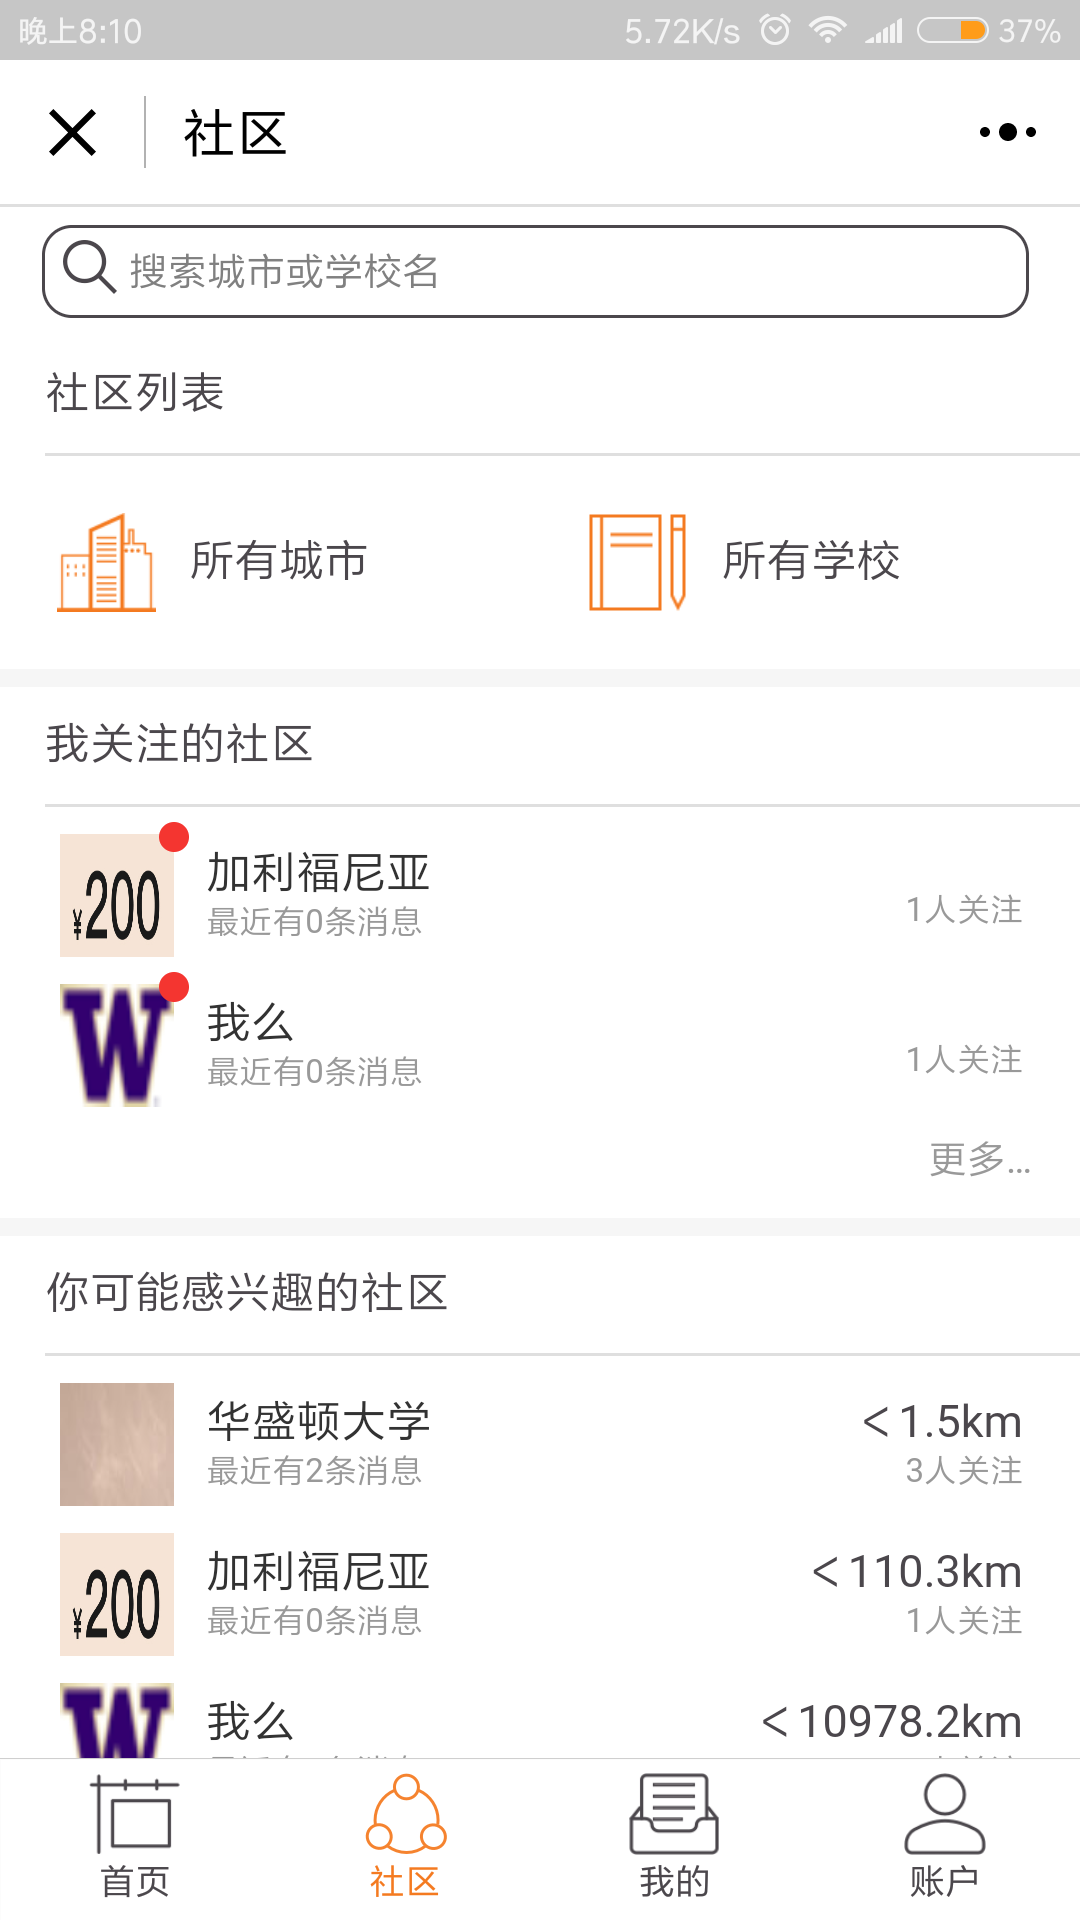 晚上8:10 5.72K/s 37%
社区
搜索城市或学校名
社区列表
所有城市 所有学校
我关注的社区
¥200
加利福尼亚
最近有0条消息 1人关注
W
我么
最近有0条消息 1人关注
更多...
你可能感兴趣的社区
华盛顿大学 <1.5km
最近有2条消息 3人关注
¥200
加利福尼亚 <110.3km
最近有0条消息 1人关注
W
我么 <10978.2km
首页 社区 我的 账户